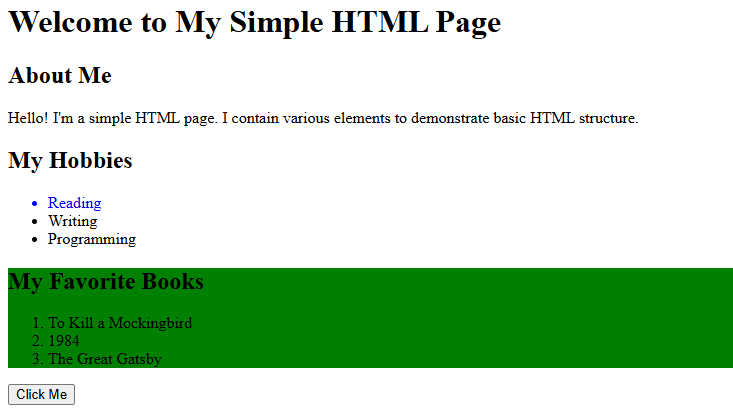 Welcome to My Simple HTML Page
About Me
Hello! I'm a simple HTML page. I contain various elements to demonstrate basic HTML structure.
My Hobbies
• Reading
• Writing
• Programming
My Favorite Books
1. To Kill a Mockingbird
2. 1984
3. The Great Gatsby
Click Me